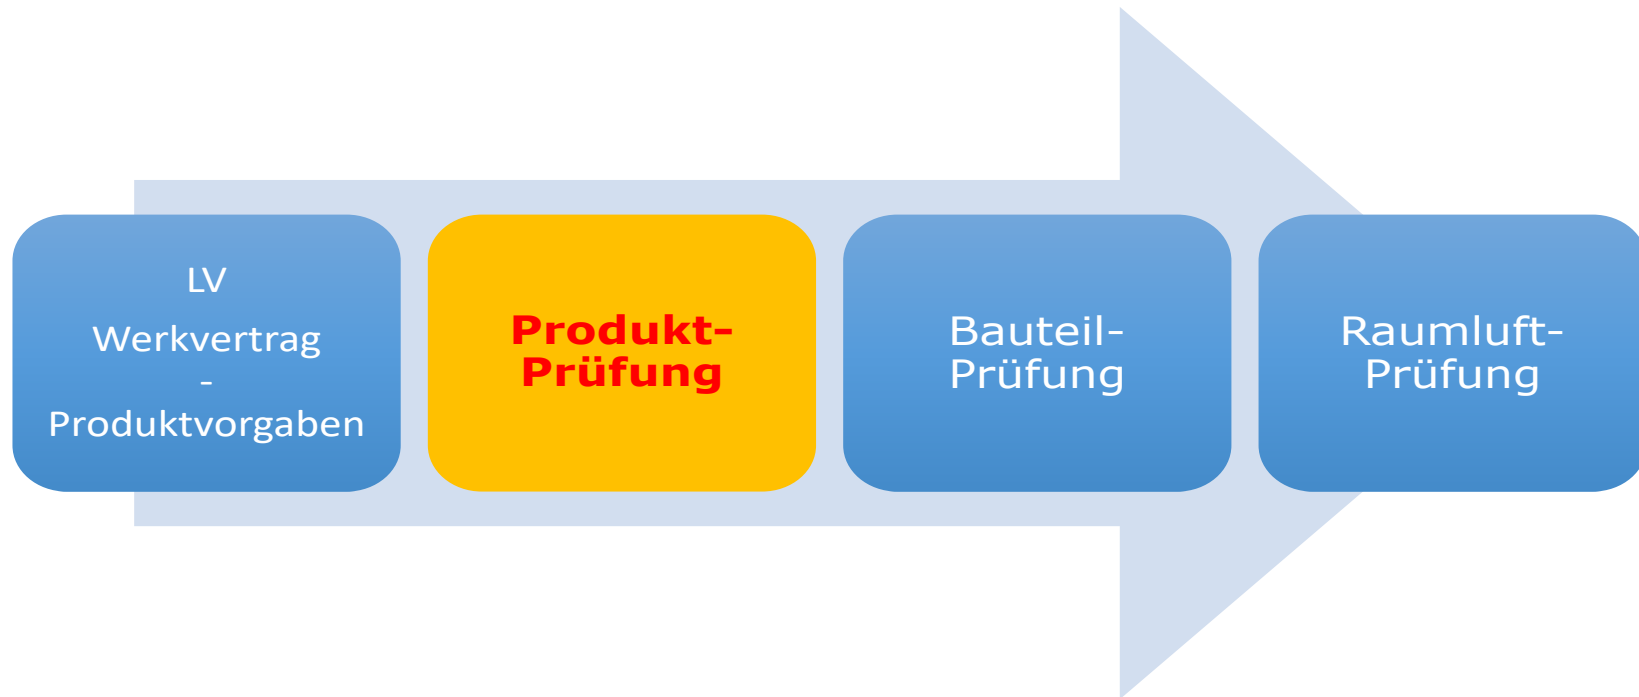 LV
Werkvertrag
-
Produktvorgaben
Produkt-
Prüfung
Bauteil-
Prüfung
Raumluft-
Prüfung